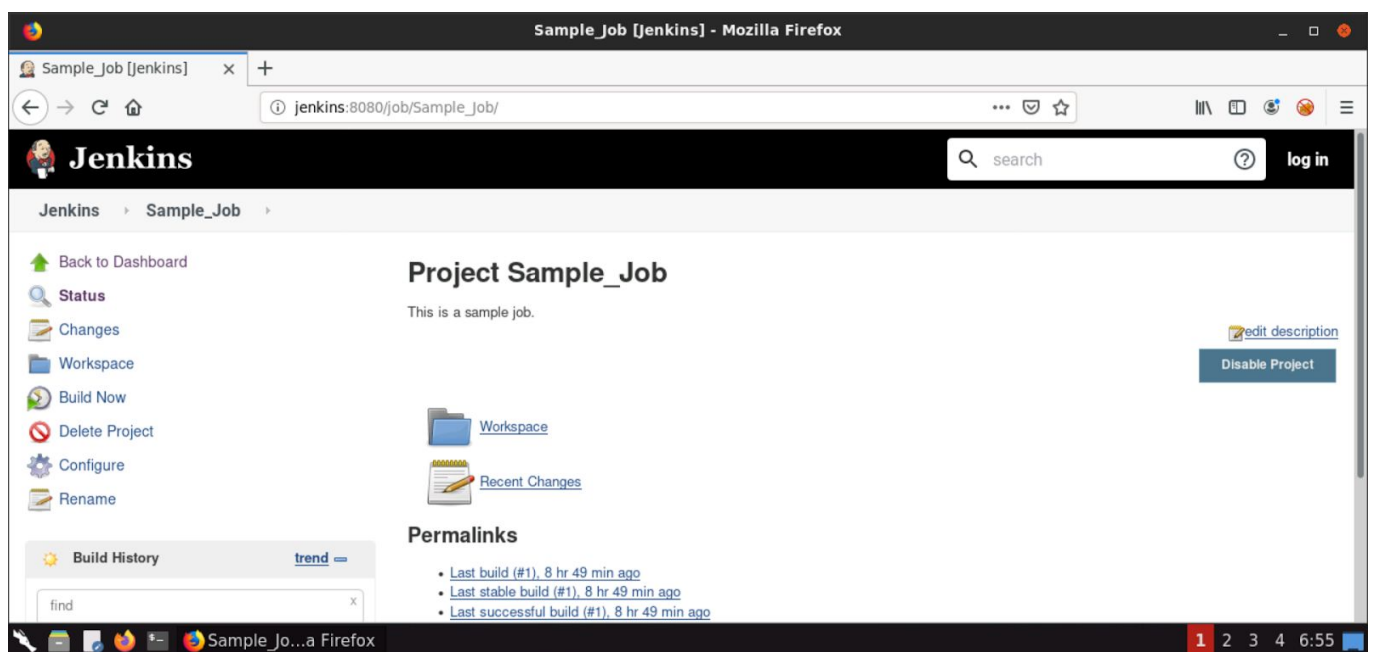 Sample_Job [Jenkins] - Mozilla Firefox
Sample_Job [Jenkins]
jenkins:8080/job/Sample_Job/
Jenkins
search
log in
Jenkins
Sample_Job
Back to Dashboard
Status
Changes
Workspace
Build Now
Delete Project
Configure
Rename
Build History
trend
find
x
Project Sample_Job
This is a sample job.
edit description
Disable Project
Workspace
Recent Changes
Permalinks
• Last build (#1), 8 hr 49 min ago
• Last stable build (#1), 8 hr 49 min ago
• Last successful build (#1), 8 hr 49 min ago
Sample_Jo...a Firefox
1 2 3 4 6:55